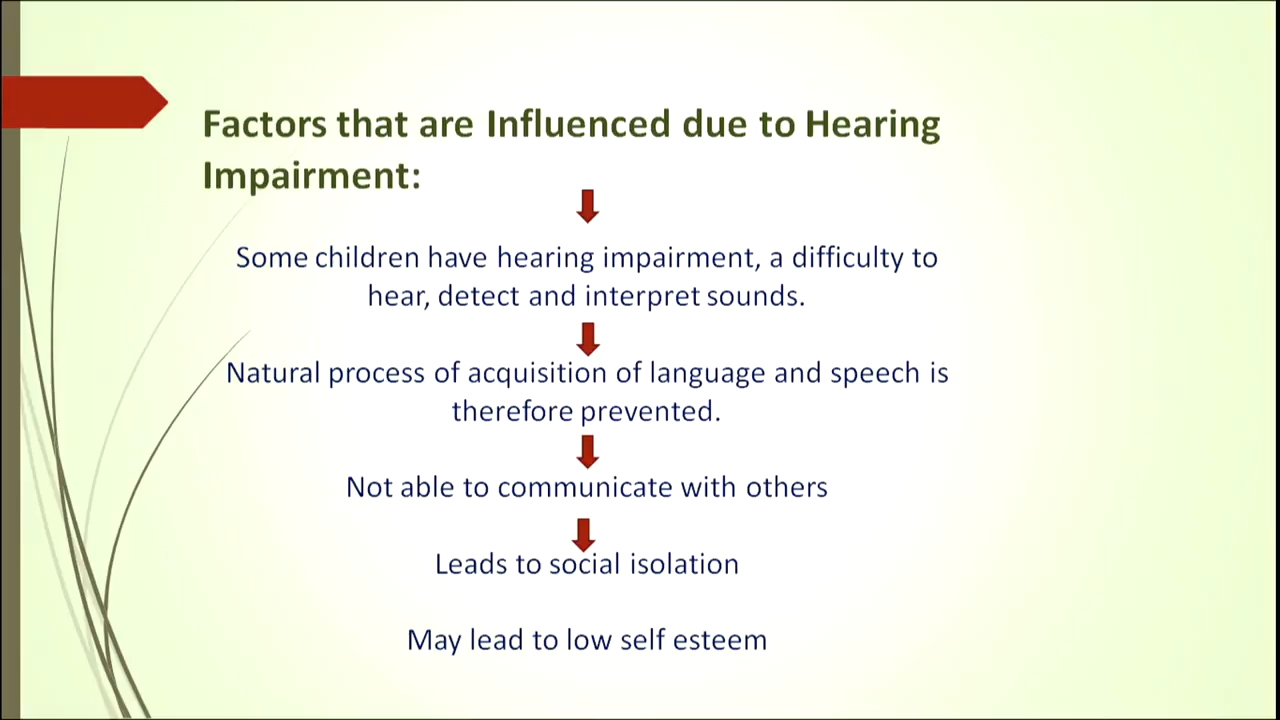 Factors that are Influenced due to Hearing
Impairment:
Some children have hearing impairment, a difficulty to
hear, detect and interpret sounds.
Natural process of acquisition of language and speech is
therefore prevented.
Not able to communicate with others
Leads to social isolation
May lead to low self esteem